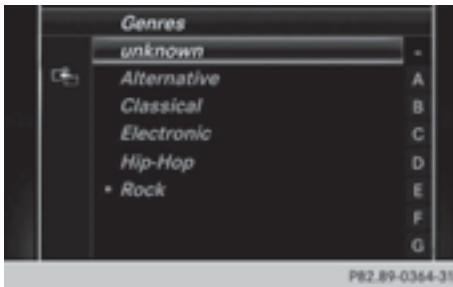 Genres
unknown -
Alternative A
Classical B
Electronic C
Hip-Hop D
• Rock E
F
G
P82.89-0364-31